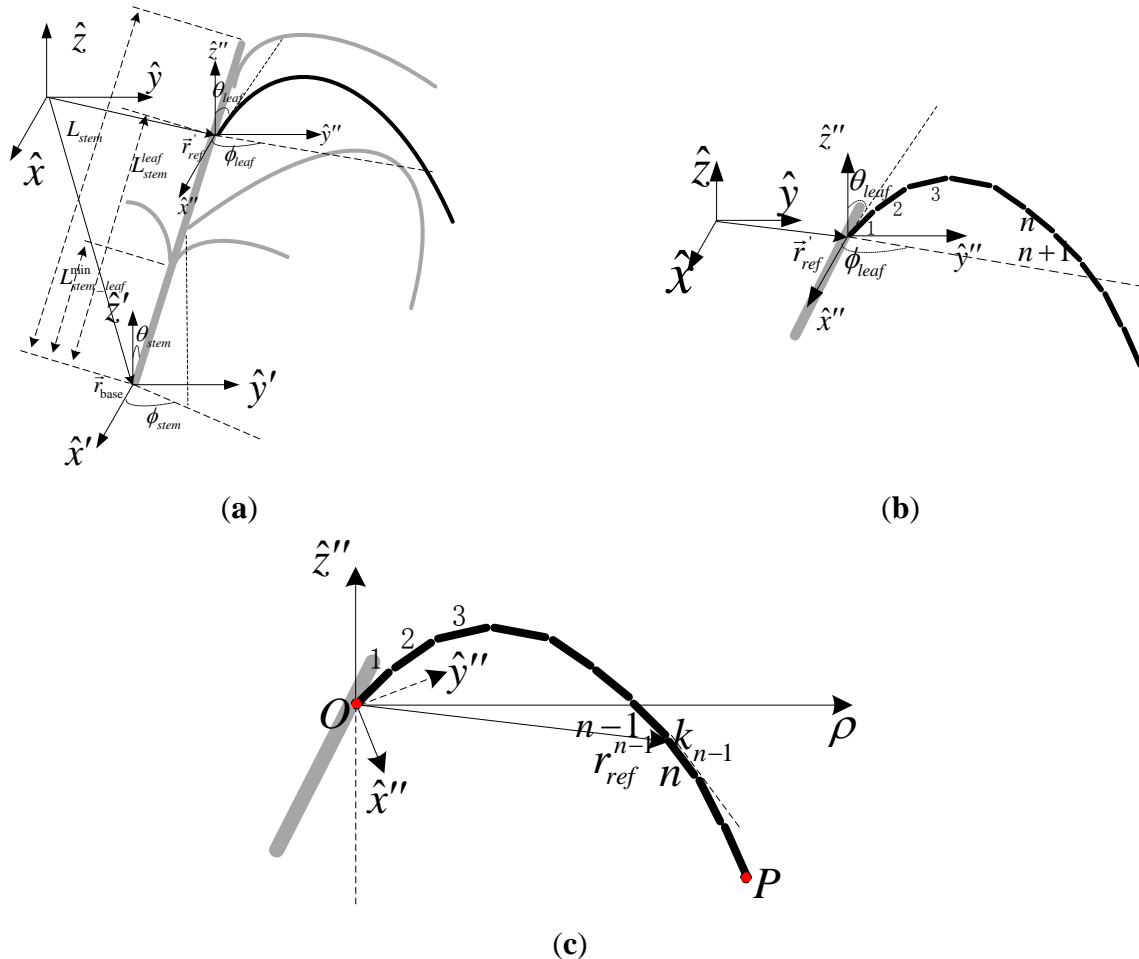 ẑ
ẑ''
ŷ
θ_leaf
L_stem
r⃗_ref'
ŷ''
L_stem^leaf
ϕ_leaf
x̂
x̂''
L_stem_leaf^min
ẑ'
θ_stem
r⃗_base
ŷ'
ϕ_stem
x̂'
(a)
ẑ''
ẑ
θ_leaf
ŷ
1
2
3
n
n+1
r⃗_ref'
ϕ_leaf
ŷ''
x̂
x̂''
(b)
ẑ''
3
2
1
ŷ''
O
ρ
n−1
k_{n−1}
r_ref^{n−1}
n
x̂''
P
(c)